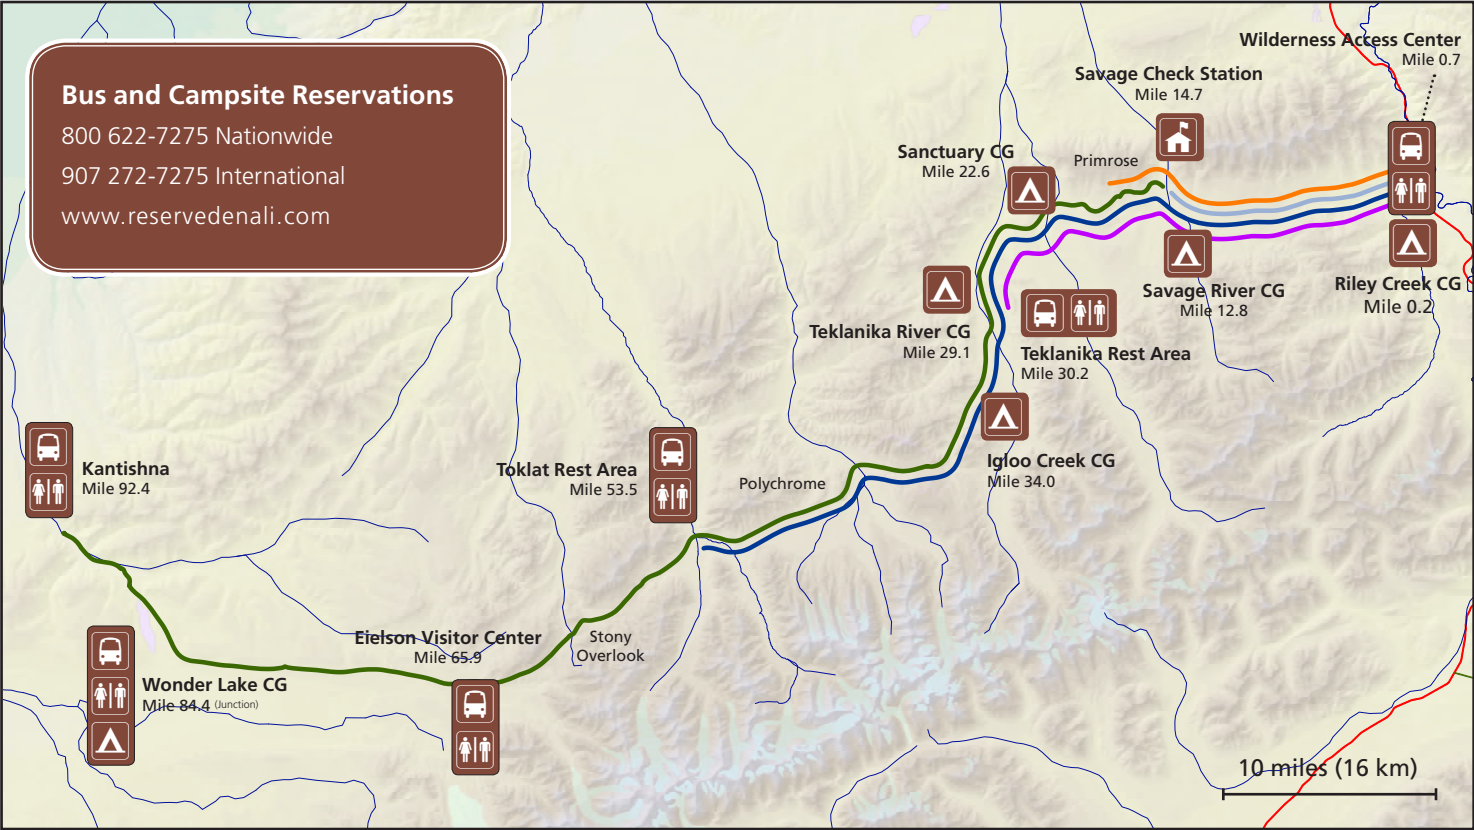 Bus and Campsite Reservations
800 622-7275 Nationwide
907 272-7275 International
www.reservedenali.com
Wilderness Access Center
Mile 0.7
Savage Check Station
Mile 14.7
Sanctuary CG
Mile 22.6
Primrose
Riley Creek CG
Mile 0.2
Savage River CG
Mile 12.8
Teklanika River CG
Mile 29.1
Teklanika Rest Area
Mile 30.2
Igloo Creek CG
Mile 34.0
Polychrome
Toklat Rest Area
Mile 53.5
Kantishna
Mile 92.4
Stony
Overlook
Eielson Visitor Center
Mile 65.9
Wonder Lake CG
Mile 84.4 (Junction)
10 miles (16 km)